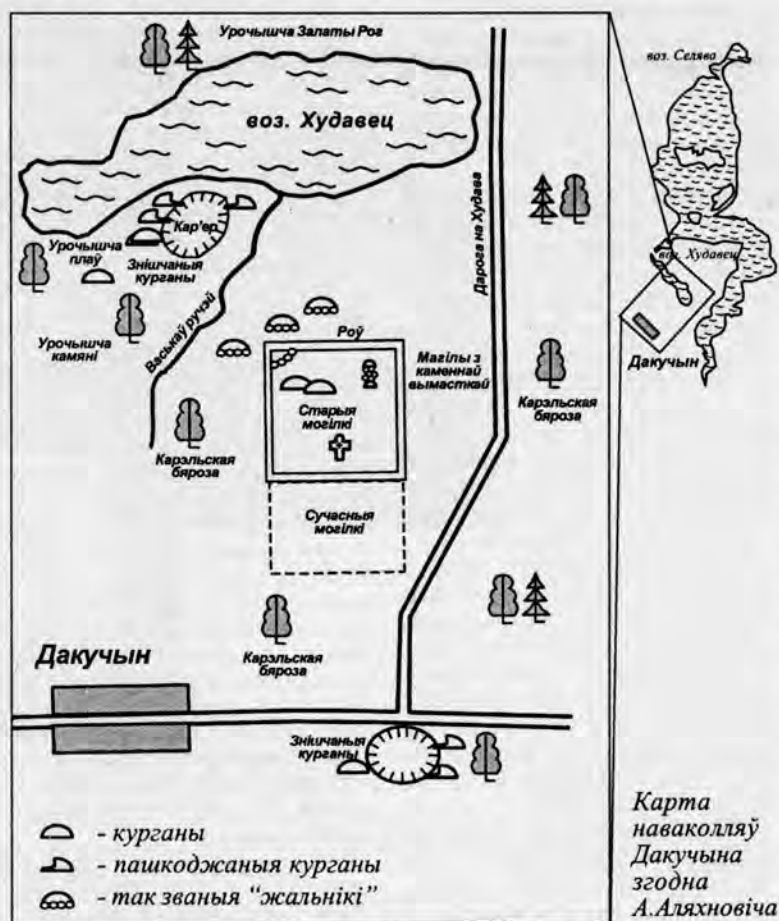 Урочышча Залаты Рог
воз. Худавец
Кар'ер
Урочышча
плаў
Знішчаныя
курганы
Урочышча
камяні
Васькаў ручэй
Дарога на Худава
Роў
Магілы з
каменнай
вымасткай
Старыя
могілкі
Карэльская
бяроза
Карэльская
бяроза
Сучасныя
могілкі
Карэльская
бяроза
Дакучын
Знішчаныя
курганы
- курганы
- пашкоджаныя курганы
- так званыя “жальнікі”
воз. Селява
воз. Худавец
Дакучын
Карта
наваколляў
Дакучына
згодна
А.Аляхновіча